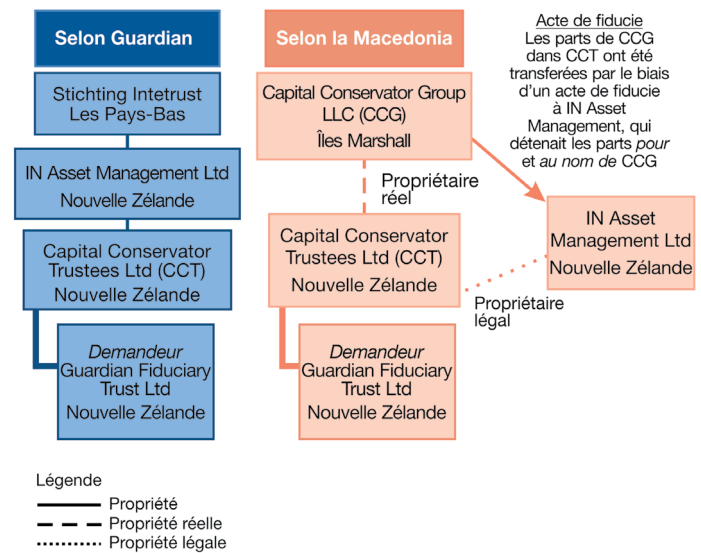 Selon Guardian
Stichting Intetrust
Les Pays-Bas
IN Asset Management Ltd
Nouvelle Zélande
Capital Conservator
Trustees Ltd (CCT)
Nouvelle Zélande
Demandeur
Guardian Fiduciary
Trust Ltd
Nouvelle Zélande
Selon la Macedonia
Capital Conservator Group
LLC (CCG)
Îles Marshall
Propriétaire
réel
Capital Conservator
Trustees Ltd (CCT)
Nouvelle Zélande
Propriétaire
légal
Demandeur
Guardian Fiduciary
Trust Ltd
Nouvelle Zélande
Acte de fiducie
Les parts de CCG
dans CCT ont été
transferées par le biais
d'un acte de fiducie
à IN Asset
Management, qui
détenait les parts pour
et au nom de CCG
IN Asset
Management Ltd
Nouvelle Zélande
Légende
Propriété
Propriété réelle
Propriété légale